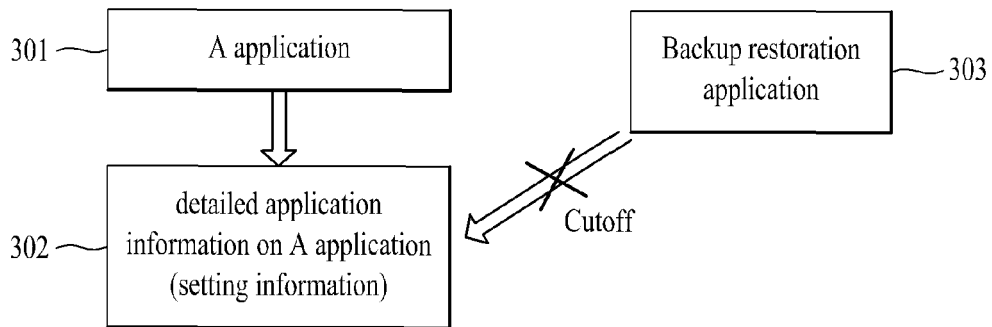 301
A application
Backup restoration
application
303
302
detailed application
information on A application
(setting information)
Cutoff